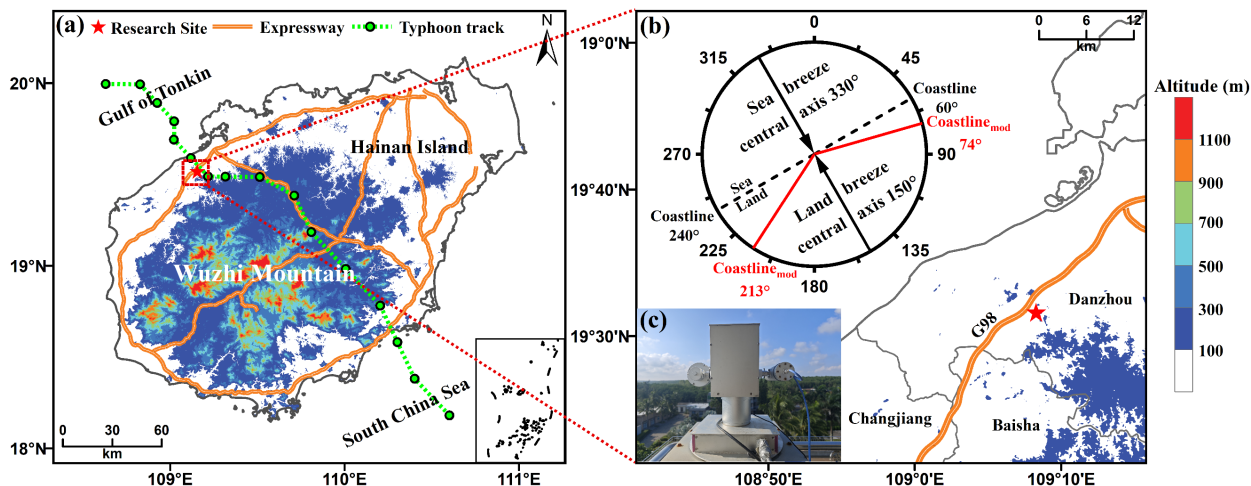 (a) Research Site Expressway Typhoon track
N
20°N
19°N
18°N
109°E
110°E
111°E
Gulf of Tonkin
Hainan Island
Wuzhi Mountain
South China Sea
0 30 60
km
(b)
0
45
90
135
180
225
270
315
Sea breeze
central axis 330°
Land breeze
central axis 150°
Sea
Land
Coastline
60°
Coastlinemod
74°
Coastline
240°
Coastlinemod
213°
0 6 12
km
19°0'N
19°40'N
19°30'N
G98
Danzhou
Changjiang
Baisha
108°50'E
109°0'E
109°10'E
(c)
Altitude (m)
1100
900
700
500
300
100